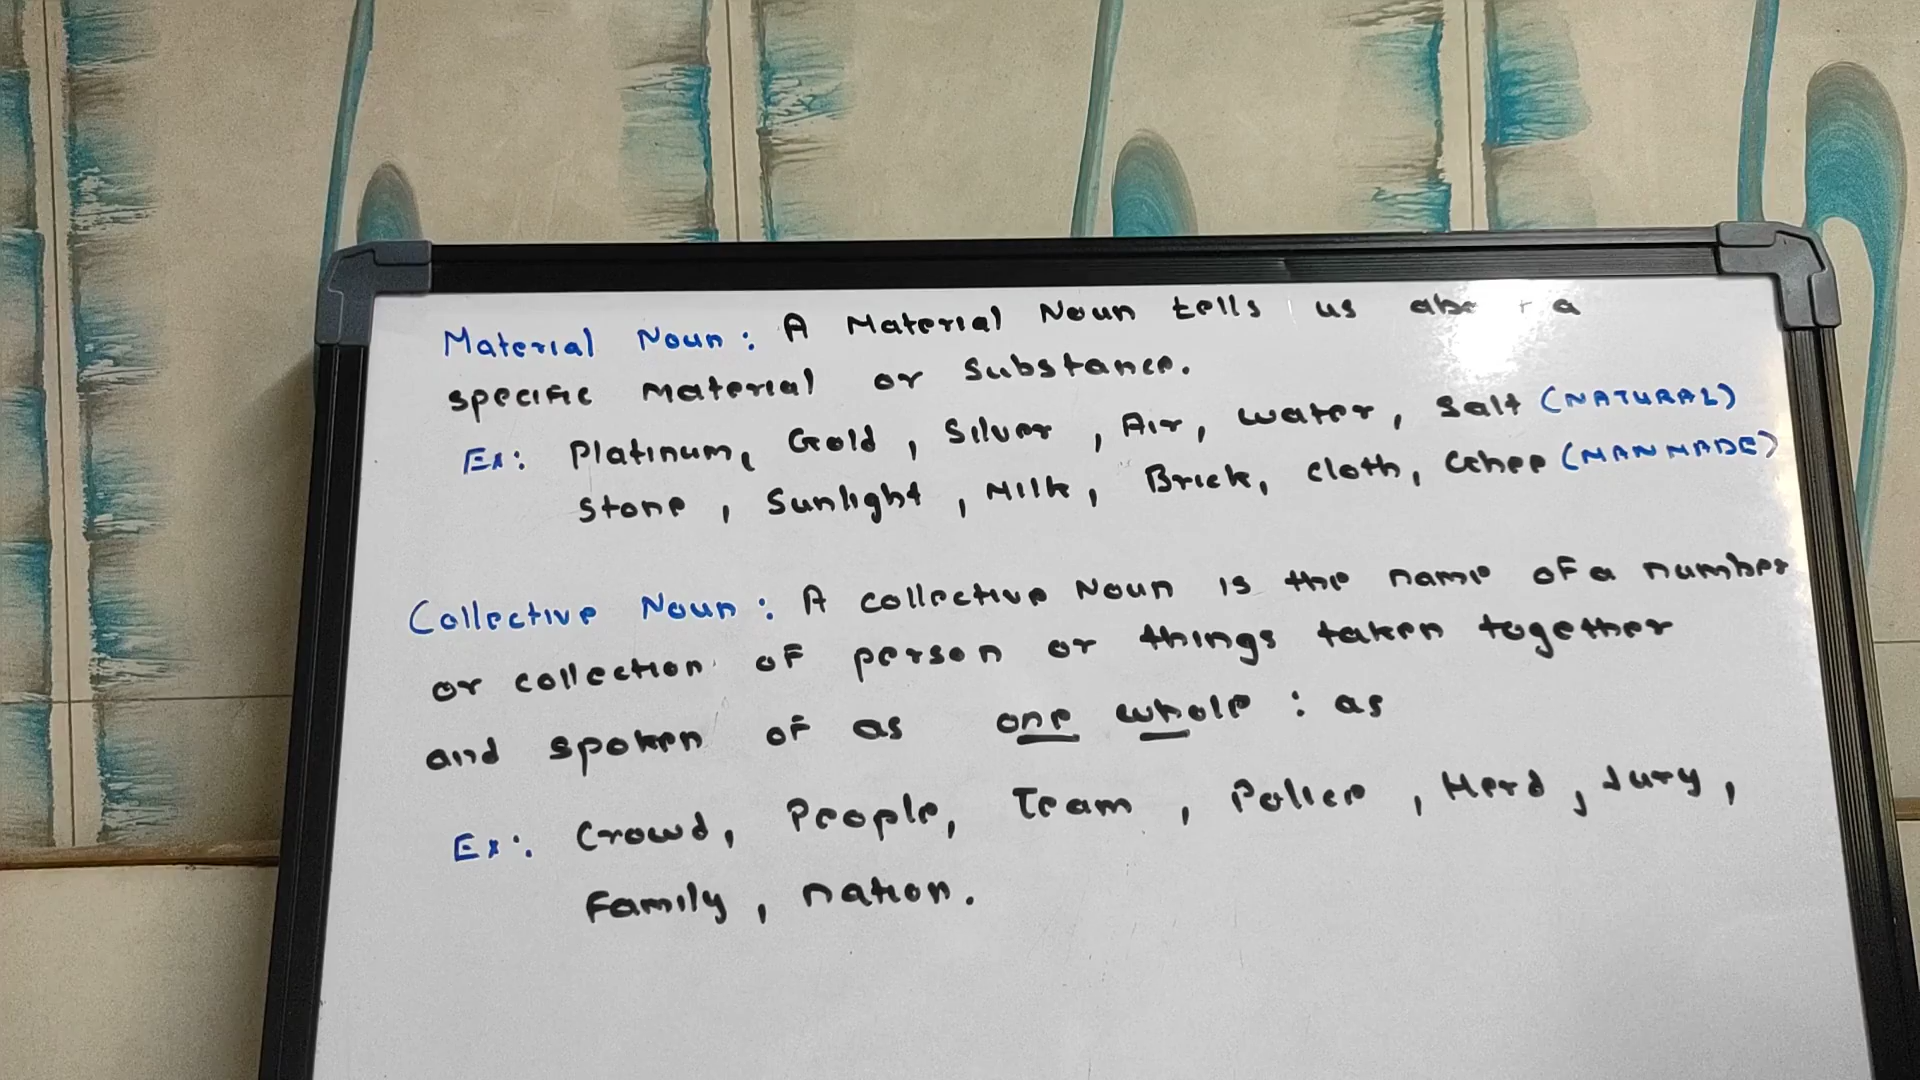 Material Noun: A Material Noun tells us a
specific material or substance.
Ex: Platinum, Gold, Silver, Air, water, salt (NATURAL)
stone, Sunlight, Milk, Brick, cloth, Ghee (MANMADE)
Collective Noun: A collective Noun is the name of a number
or collection of person or things taken together
and spoken of as one whole: as
Ex: Crowd, People, Team, Police, Herd, Jury,
Family, nation.